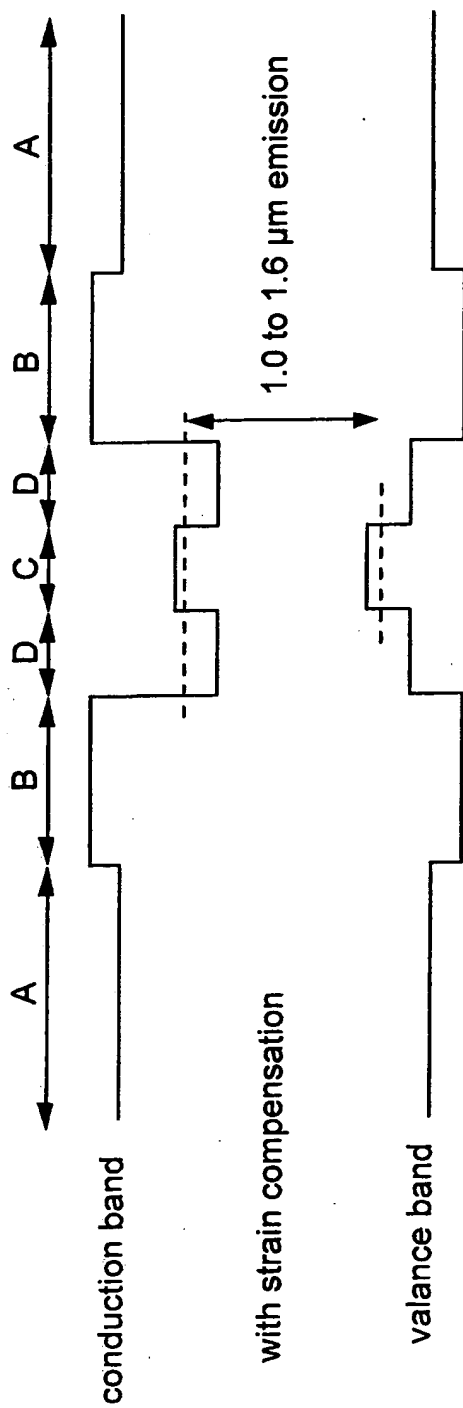 A B D C D B A
conduction band
1.0 to 1.6 µm emission
with strain compensation
valance band